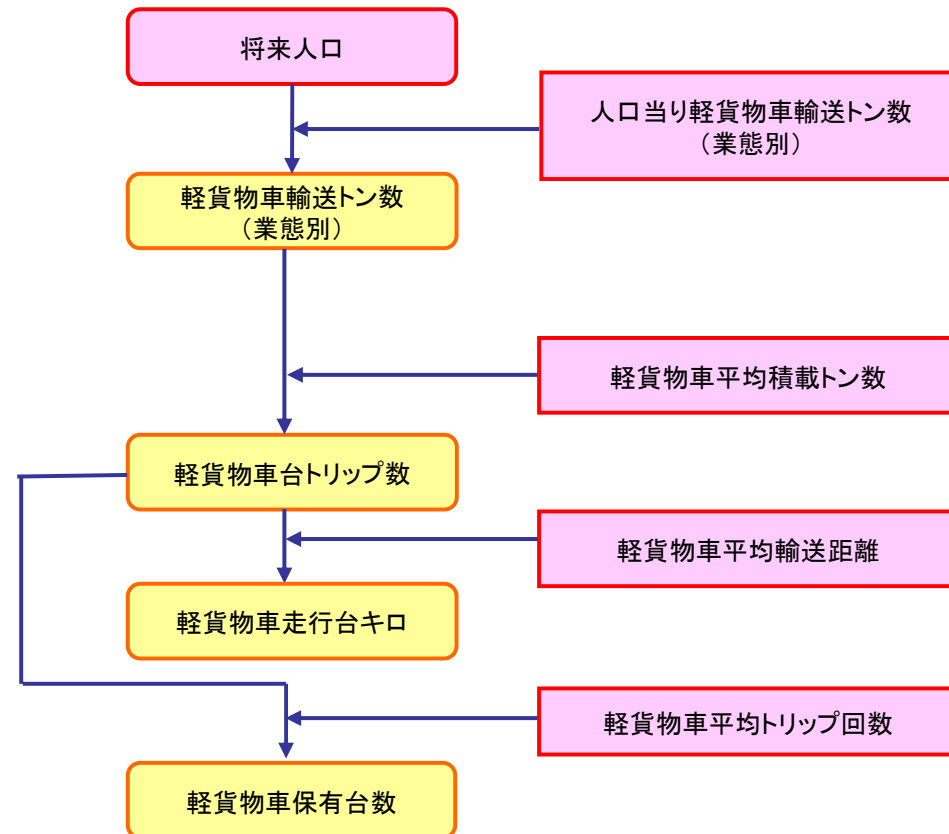 将来人口
人口当り軽貨物車輸送トン数
（業態別）
軽貨物車輸送トン数
（業態別）
軽貨物車平均積載トン数
軽貨物車台トリップ数
軽貨物車平均輸送距離
軽貨物車走行台キロ
軽貨物車平均トリップ回数
軽貨物車保有台数